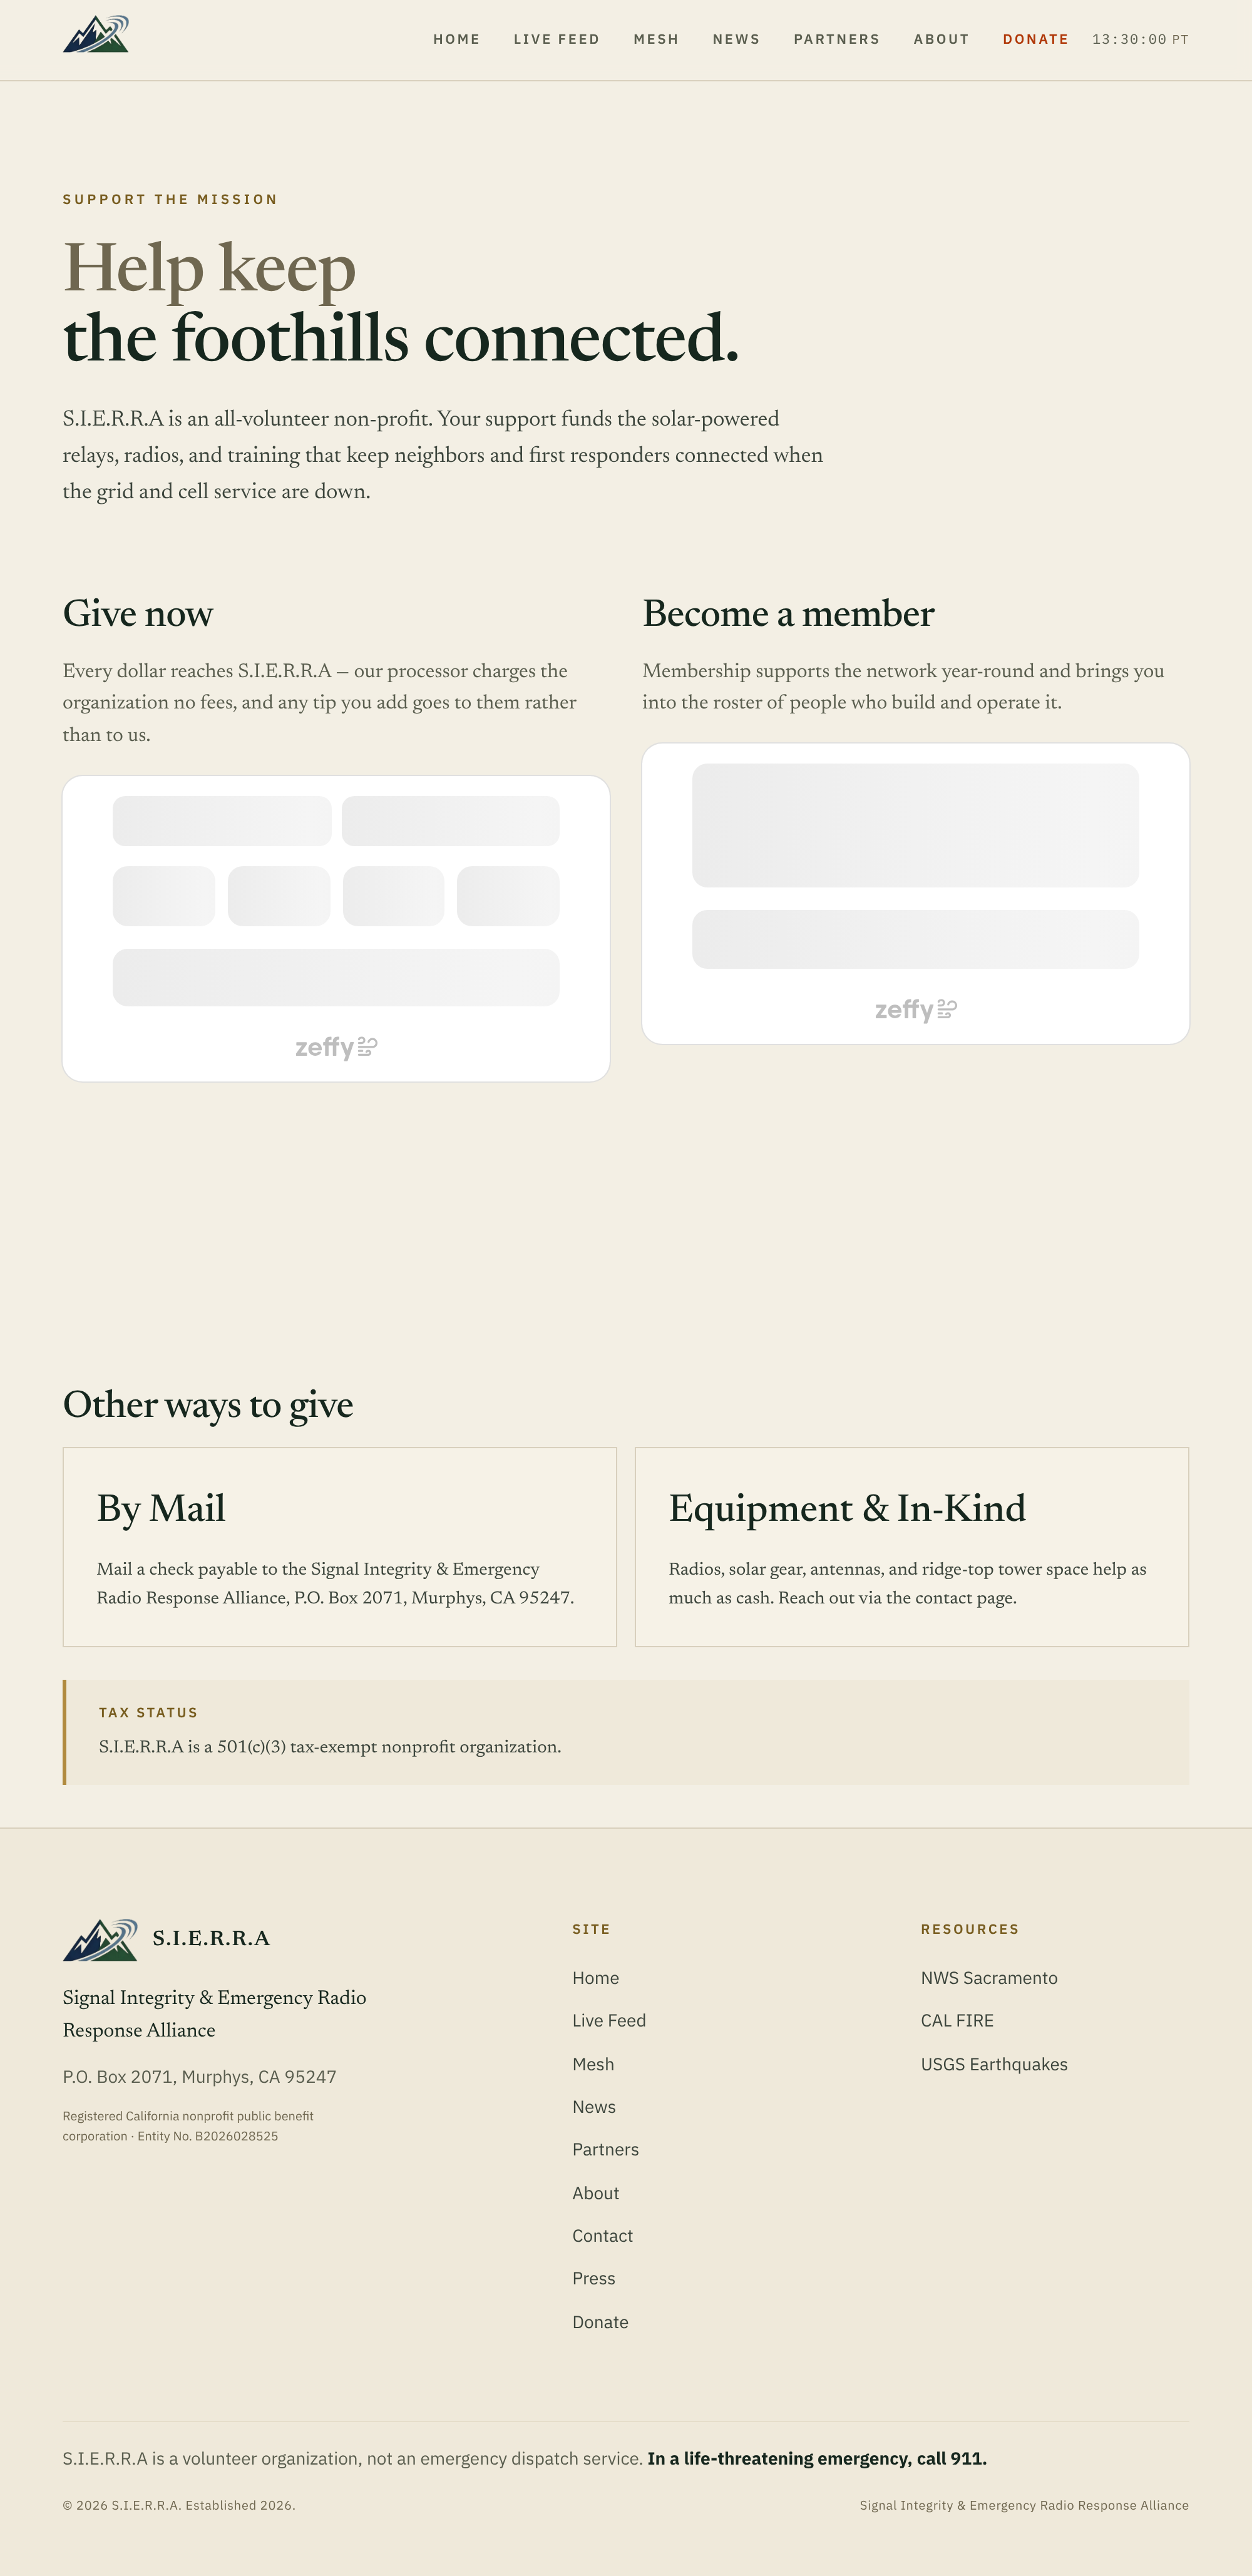 HOME LIVE FEED MESH NEWS PARTNERS ABOUT DONATE 13:30:00 PT
SUPPORT THE MISSION
Help keep
the foothills connected.
S.I.E.R.R.A is an all-volunteer non-profit. Your support funds the solar-powered
relays, radios, and training that keep neighbors and first responders connected when
the grid and cell service are down.
Give now
Every dollar reaches S.I.E.R.R.A — our processor charges the
organization no fees, and any tip you add goes to them rather
than to us.
zeffy
Become a member
Membership supports the network year-round and brings you
into the roster of people who build and operate it.
zeffy
Other ways to give
By Mail
Mail a check payable to the Signal Integrity & Emergency
Radio Response Alliance, P.O. Box 2071, Murphys, CA 95247.
Equipment & In-Kind
Radios, solar gear, antennas, and ridge-top tower space help as
much as cash. Reach out via the contact page.
TAX STATUS
S.I.E.R.R.A is a 501(c)(3) tax-exempt nonprofit organization.
S.I.E.R.R.A
Signal Integrity & Emergency Radio
Response Alliance
P.O. Box 2071, Murphys, CA 95247
Registered California nonprofit public benefit
corporation · Entity No. B2026028525
SITE
Home
Live Feed
Mesh
News
Partners
About
Contact
Press
Donate
RESOURCES
NWS Sacramento
CAL FIRE
USGS Earthquakes
S.I.E.R.R.A is a volunteer organization, not an emergency dispatch service. In a life-threatening emergency, call 911.
© 2026 S.I.E.R.R.A. Established 2026.
Signal Integrity & Emergency Radio Response Alliance